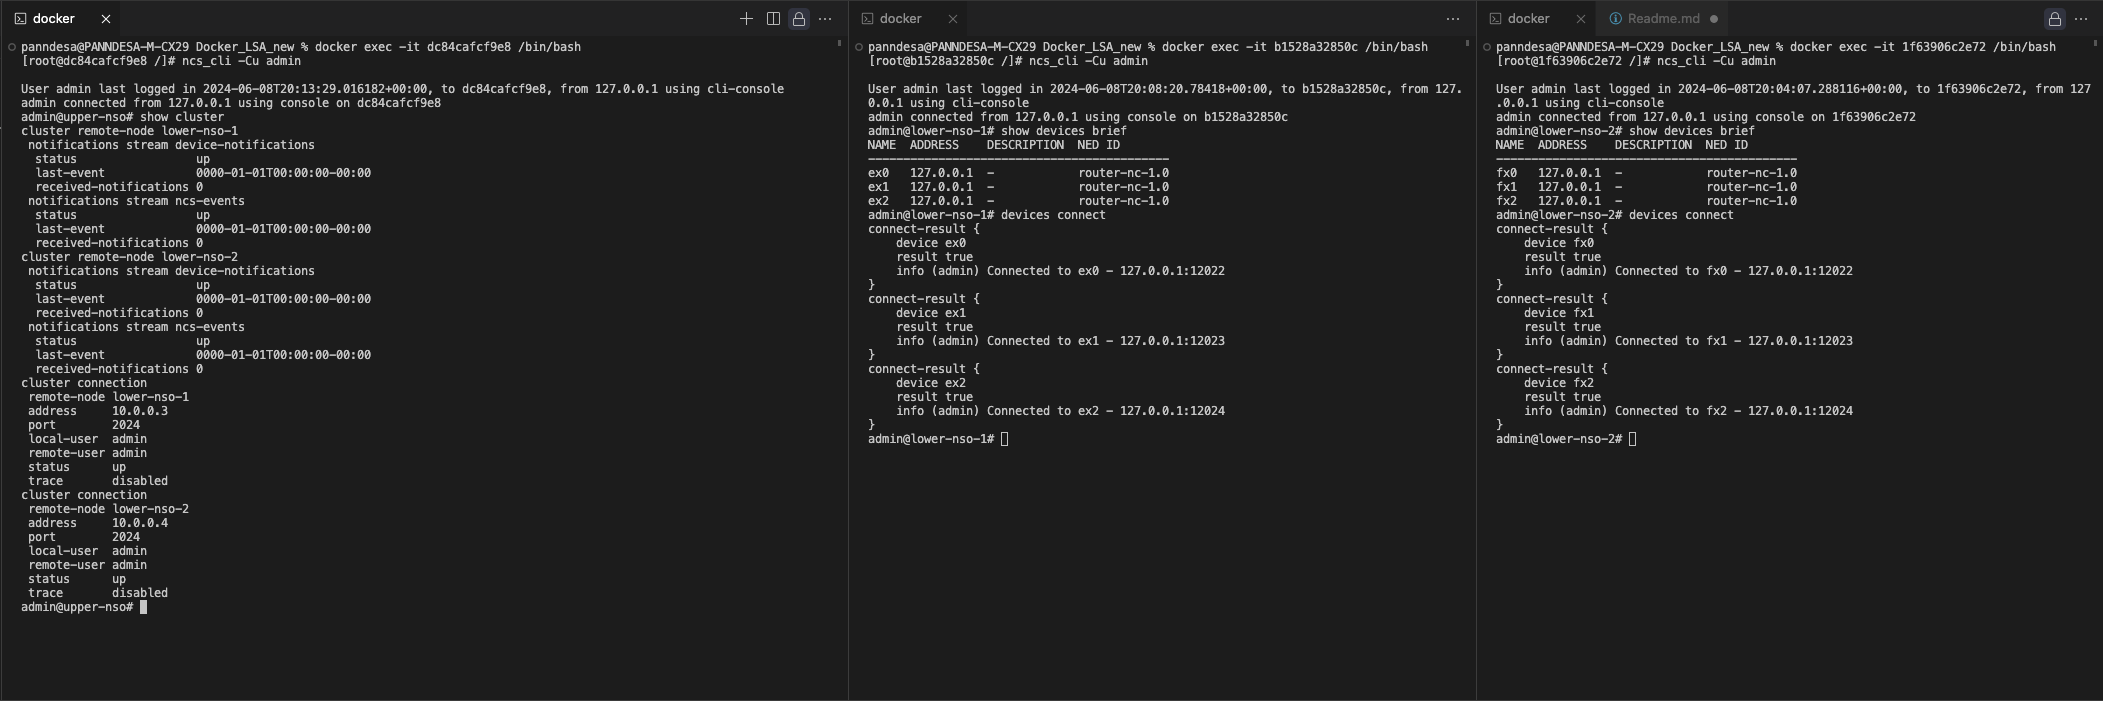 docker
panndesa@PANNDESA-M-CX29 Docker_LSA_new % docker exec -it dc84cafcf9e8 /bin/bash
[root@dc84cafcf9e8 /]# ncs_cli -Cu admin
User admin last logged in 2024-06-08T20:13:29.016182+00:00, to dc84cafcf9e8, from 127.0.0.1 using cli-console
admin connected from 127.0.0.1 using console on dc84cafcf9e8
admin@upper-nso# show cluster
cluster remote-node lower-nso-1
 notifications stream device-notifications
  status                 up
  last-event             0000-01-01T00:00:00-00:00
  received-notifications 0
 notifications stream ncs-events
  status                 up
  last-event             0000-01-01T00:00:00-00:00
  received-notifications 0
cluster remote-node lower-nso-2
 notifications stream device-notifications
  status                 up
  last-event             0000-01-01T00:00:00-00:00
  received-notifications 0
 notifications stream ncs-events
  status                 up
  last-event             0000-01-01T00:00:00-00:00
  received-notifications 0
cluster connection
 remote-node lower-nso-1
 address     10.0.0.3
 port        2024
 local-user  admin
 remote-user admin
 status      up
 trace       disabled
cluster connection
 remote-node lower-nso-2
 address     10.0.0.4
 port        2024
 local-user  admin
 remote-user admin
 status      up
 trace       disabled
admin@upper-nso#
docker
panndesa@PANNDESA-M-CX29 Docker_LSA_new % docker exec -it b1528a32850c /bin/bash
[root@b1528a32850c /]# ncs_cli -Cu admin
User admin last logged in 2024-06-08T20:08:20.78418+00:00, to b1528a32850c, from 127.
0.0.1 using cli-console
admin connected from 127.0.0.1 using console on b1528a32850c
admin@lower-nso-1# show devices brief
NAME  ADDRESS    DESCRIPTION  NED ID
-------------------------------------------
ex0   127.0.0.1  -            router-nc-1.0
ex1   127.0.0.1  -            router-nc-1.0
ex2   127.0.0.1  -            router-nc-1.0
admin@lower-nso-1# devices connect
connect-result {
    device ex0
    result true
    info (admin) Connected to ex0 - 127.0.0.1:12022
}
connect-result {
    device ex1
    result true
    info (admin) Connected to ex1 - 127.0.0.1:12023
}
connect-result {
    device ex2
    result true
    info (admin) Connected to ex2 - 127.0.0.1:12024
}
admin@lower-nso-1#
docker Readme.md
panndesa@PANNDESA-M-CX29 Docker_LSA_new % docker exec -it 1f63906c2e72 /bin/bash
[root@1f63906c2e72 /]# ncs_cli -Cu admin
User admin last logged in 2024-06-08T20:04:07.288116+00:00, to 1f63906c2e72, from 127
.0.0.1 using cli-console
admin connected from 127.0.0.1 using console on 1f63906c2e72
admin@lower-nso-2# show devices brief
NAME  ADDRESS    DESCRIPTION  NED ID
-------------------------------------------
fx0   127.0.0.1  -            router-nc-1.0
fx1   127.0.0.1  -            router-nc-1.0
fx2   127.0.0.1  -            router-nc-1.0
admin@lower-nso-2# devices connect
connect-result {
    device fx0
    result true
    info (admin) Connected to fx0 - 127.0.0.1:12022
}
connect-result {
    device fx1
    result true
    info (admin) Connected to fx1 - 127.0.0.1:12023
}
connect-result {
    device fx2
    result true
    info (admin) Connected to fx2 - 127.0.0.1:12024
}
admin@lower-nso-2#